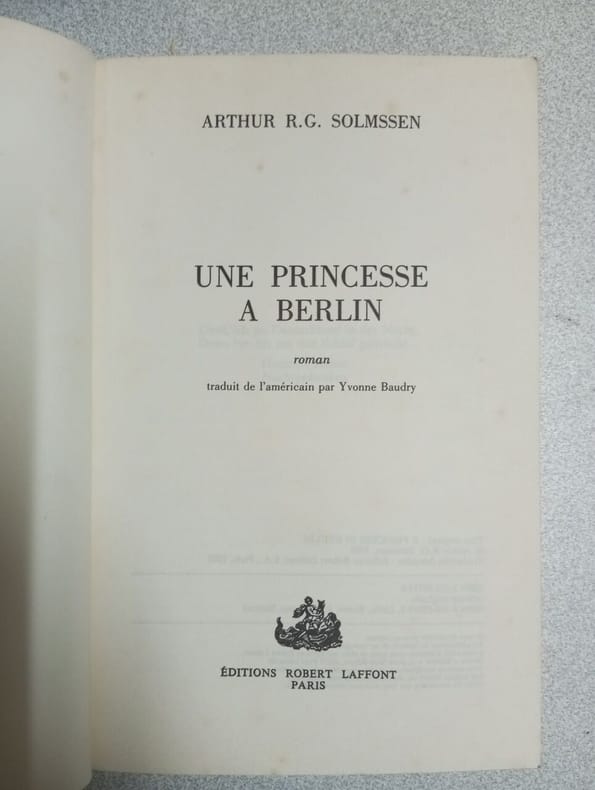 ARTHUR R.G. SOLMSSEN
UNE PRINCESSE
A BERLIN
roman
traduit de l'américain par Yvonne Baudry
ÉDITIONS ROBERT LAFFONT
PARIS